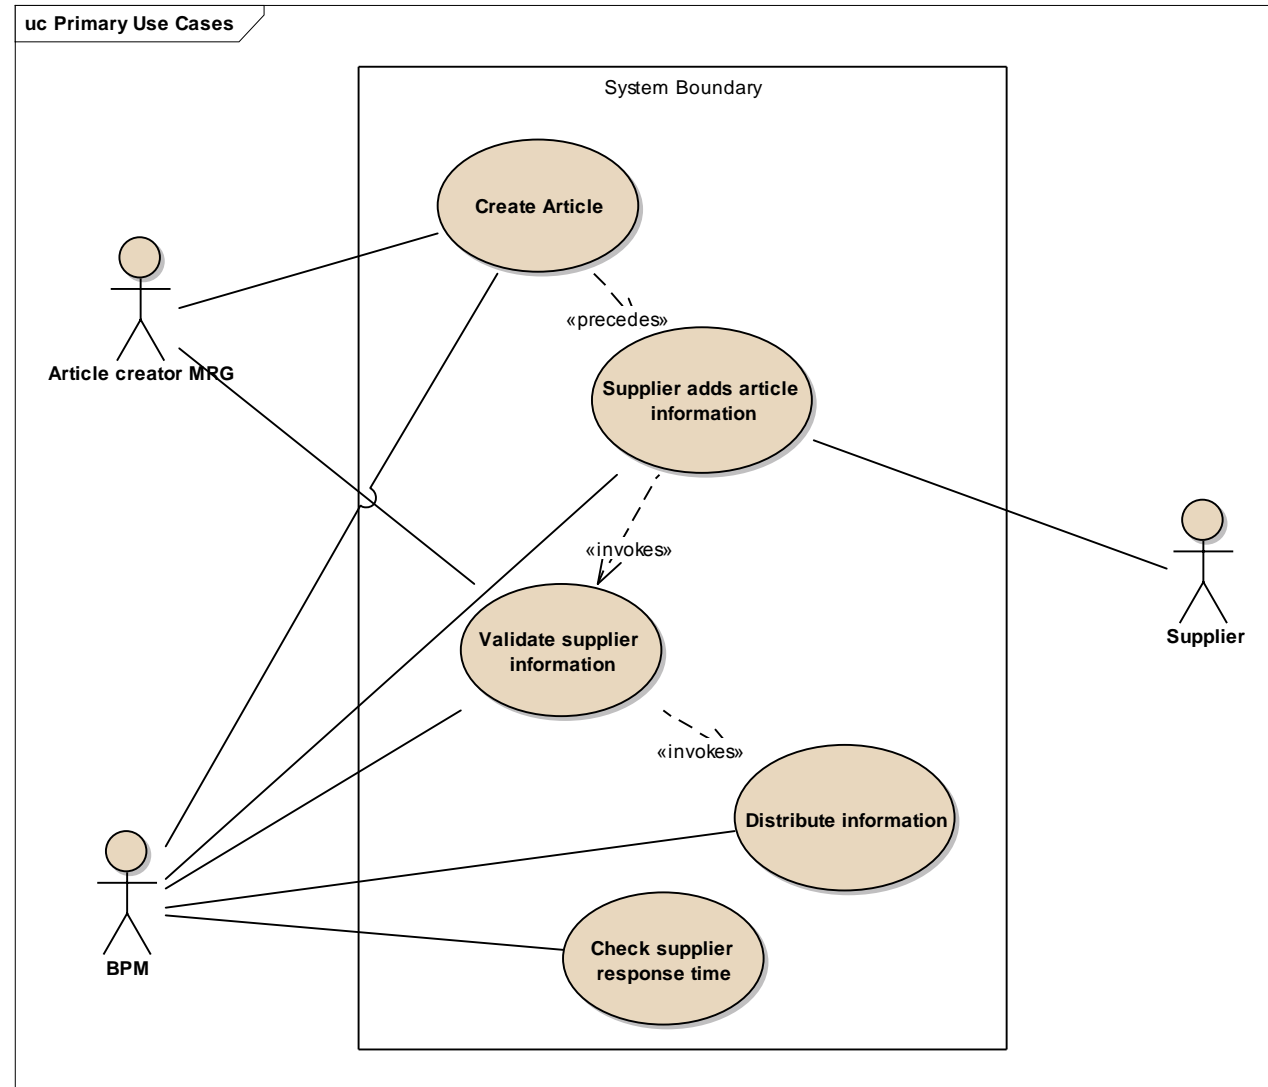 uc Primary Use Cases
System Boundary
Create Article
«precedes»
Article creator MRG
Supplier adds article
information
«invokes»
Supplier
Validate supplier
information
«invokes»
Distribute information
Check supplier
response time
BPM